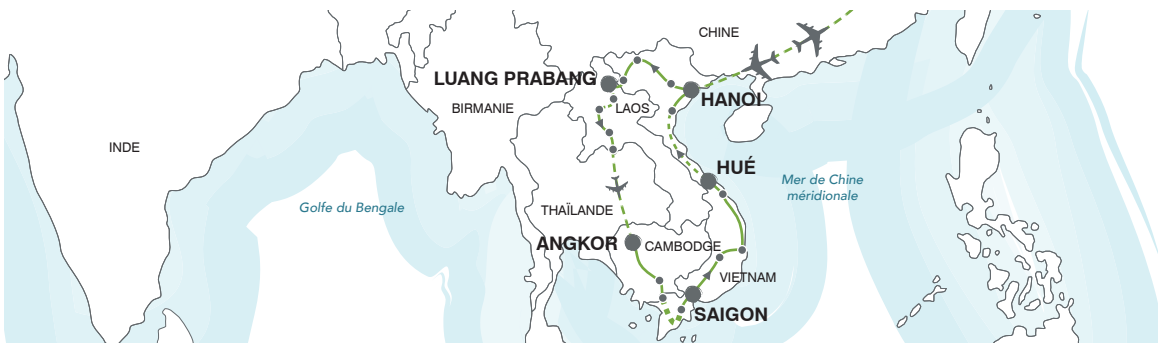 CHINE
LUANG PRABANG
HANOI
BIRMANIE
LAOS
INDE
HUÉ
Mer de Chine
méridionale
Golfe du Bengale
THAÏLANDE
ANGKOR
CAMBODGE
VIETNAM
SAIGON